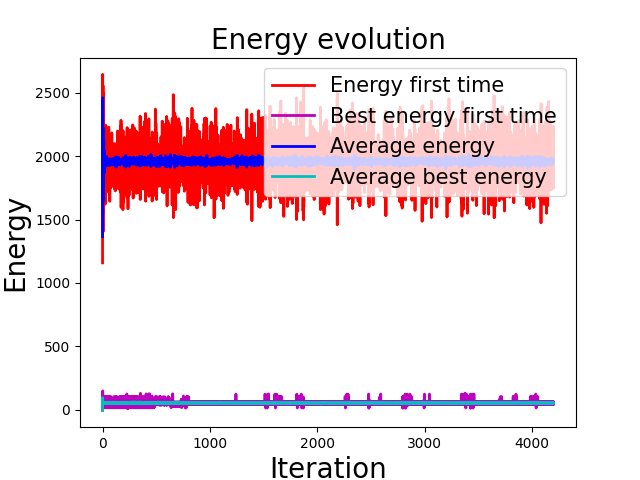 Energy evolution
Energy first time
Best energy first time
Average energy
Average best energy
Energy
2500
2000
1500
1000
500
0
0
1000
2000
3000
4000
Iteration